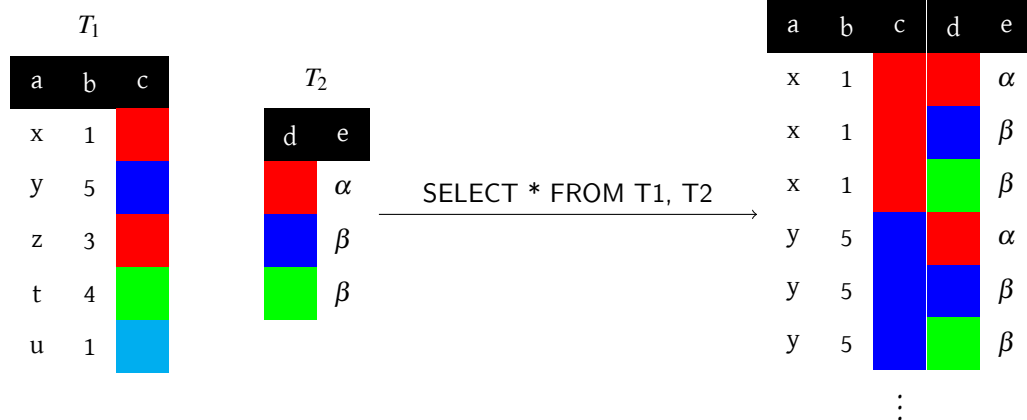 T1
a b c
x 1
y 5
z 3
t 4
u 1
T2
d e
α
β
β
SELECT * FROM T1, T2
a b c d e
x 1 α
x 1 β
x 1 β
y 5 α
y 5 β
y 5 β
⋮